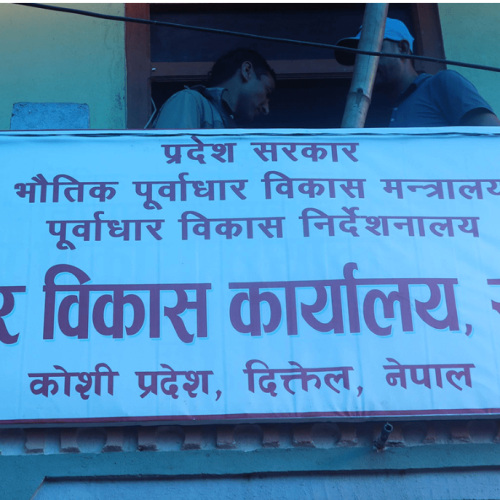 प्रदेश सरकार
भौतिक पूर्वाधार विकास मन्त्रालय
पूर्वाधार विकास निर्देशनालय
र विकास कार्यालय,
कोशी प्रदेश, दिक्तेल, नेपाल